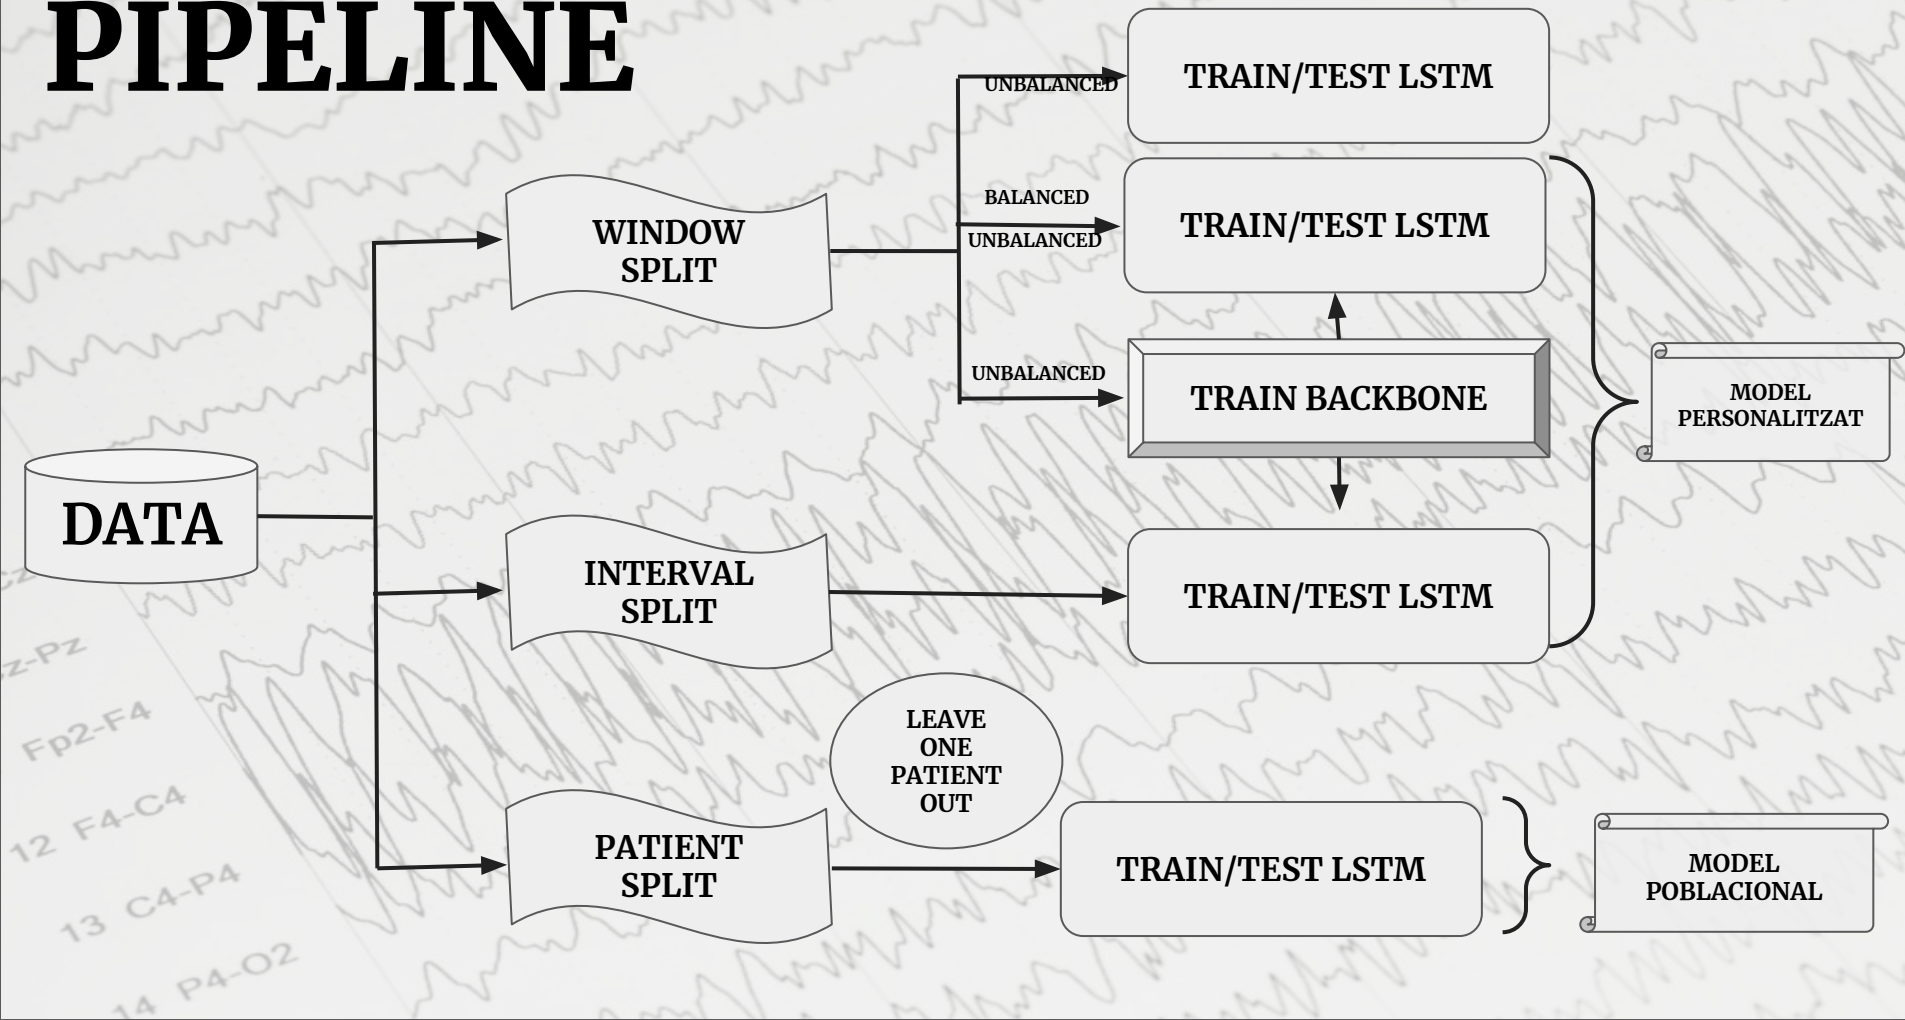 PIPELINE
UNBALANCED
TRAIN/TEST LSTM
BALANCED
UNBALANCED
TRAIN/TEST LSTM
WINDOW
SPLIT
UNBALANCED
TRAIN BACKBONE
MODEL
PERSONALITZAT
DATA
INTERVAL
SPLIT
TRAIN/TEST LSTM
LEAVE
ONE
PATIENT
OUT
PATIENT
SPLIT
TRAIN/TEST LSTM
MODEL
POBLACIONAL
Fp2-F4
12 F4-C4
13 C4-P4
14 P4-O2